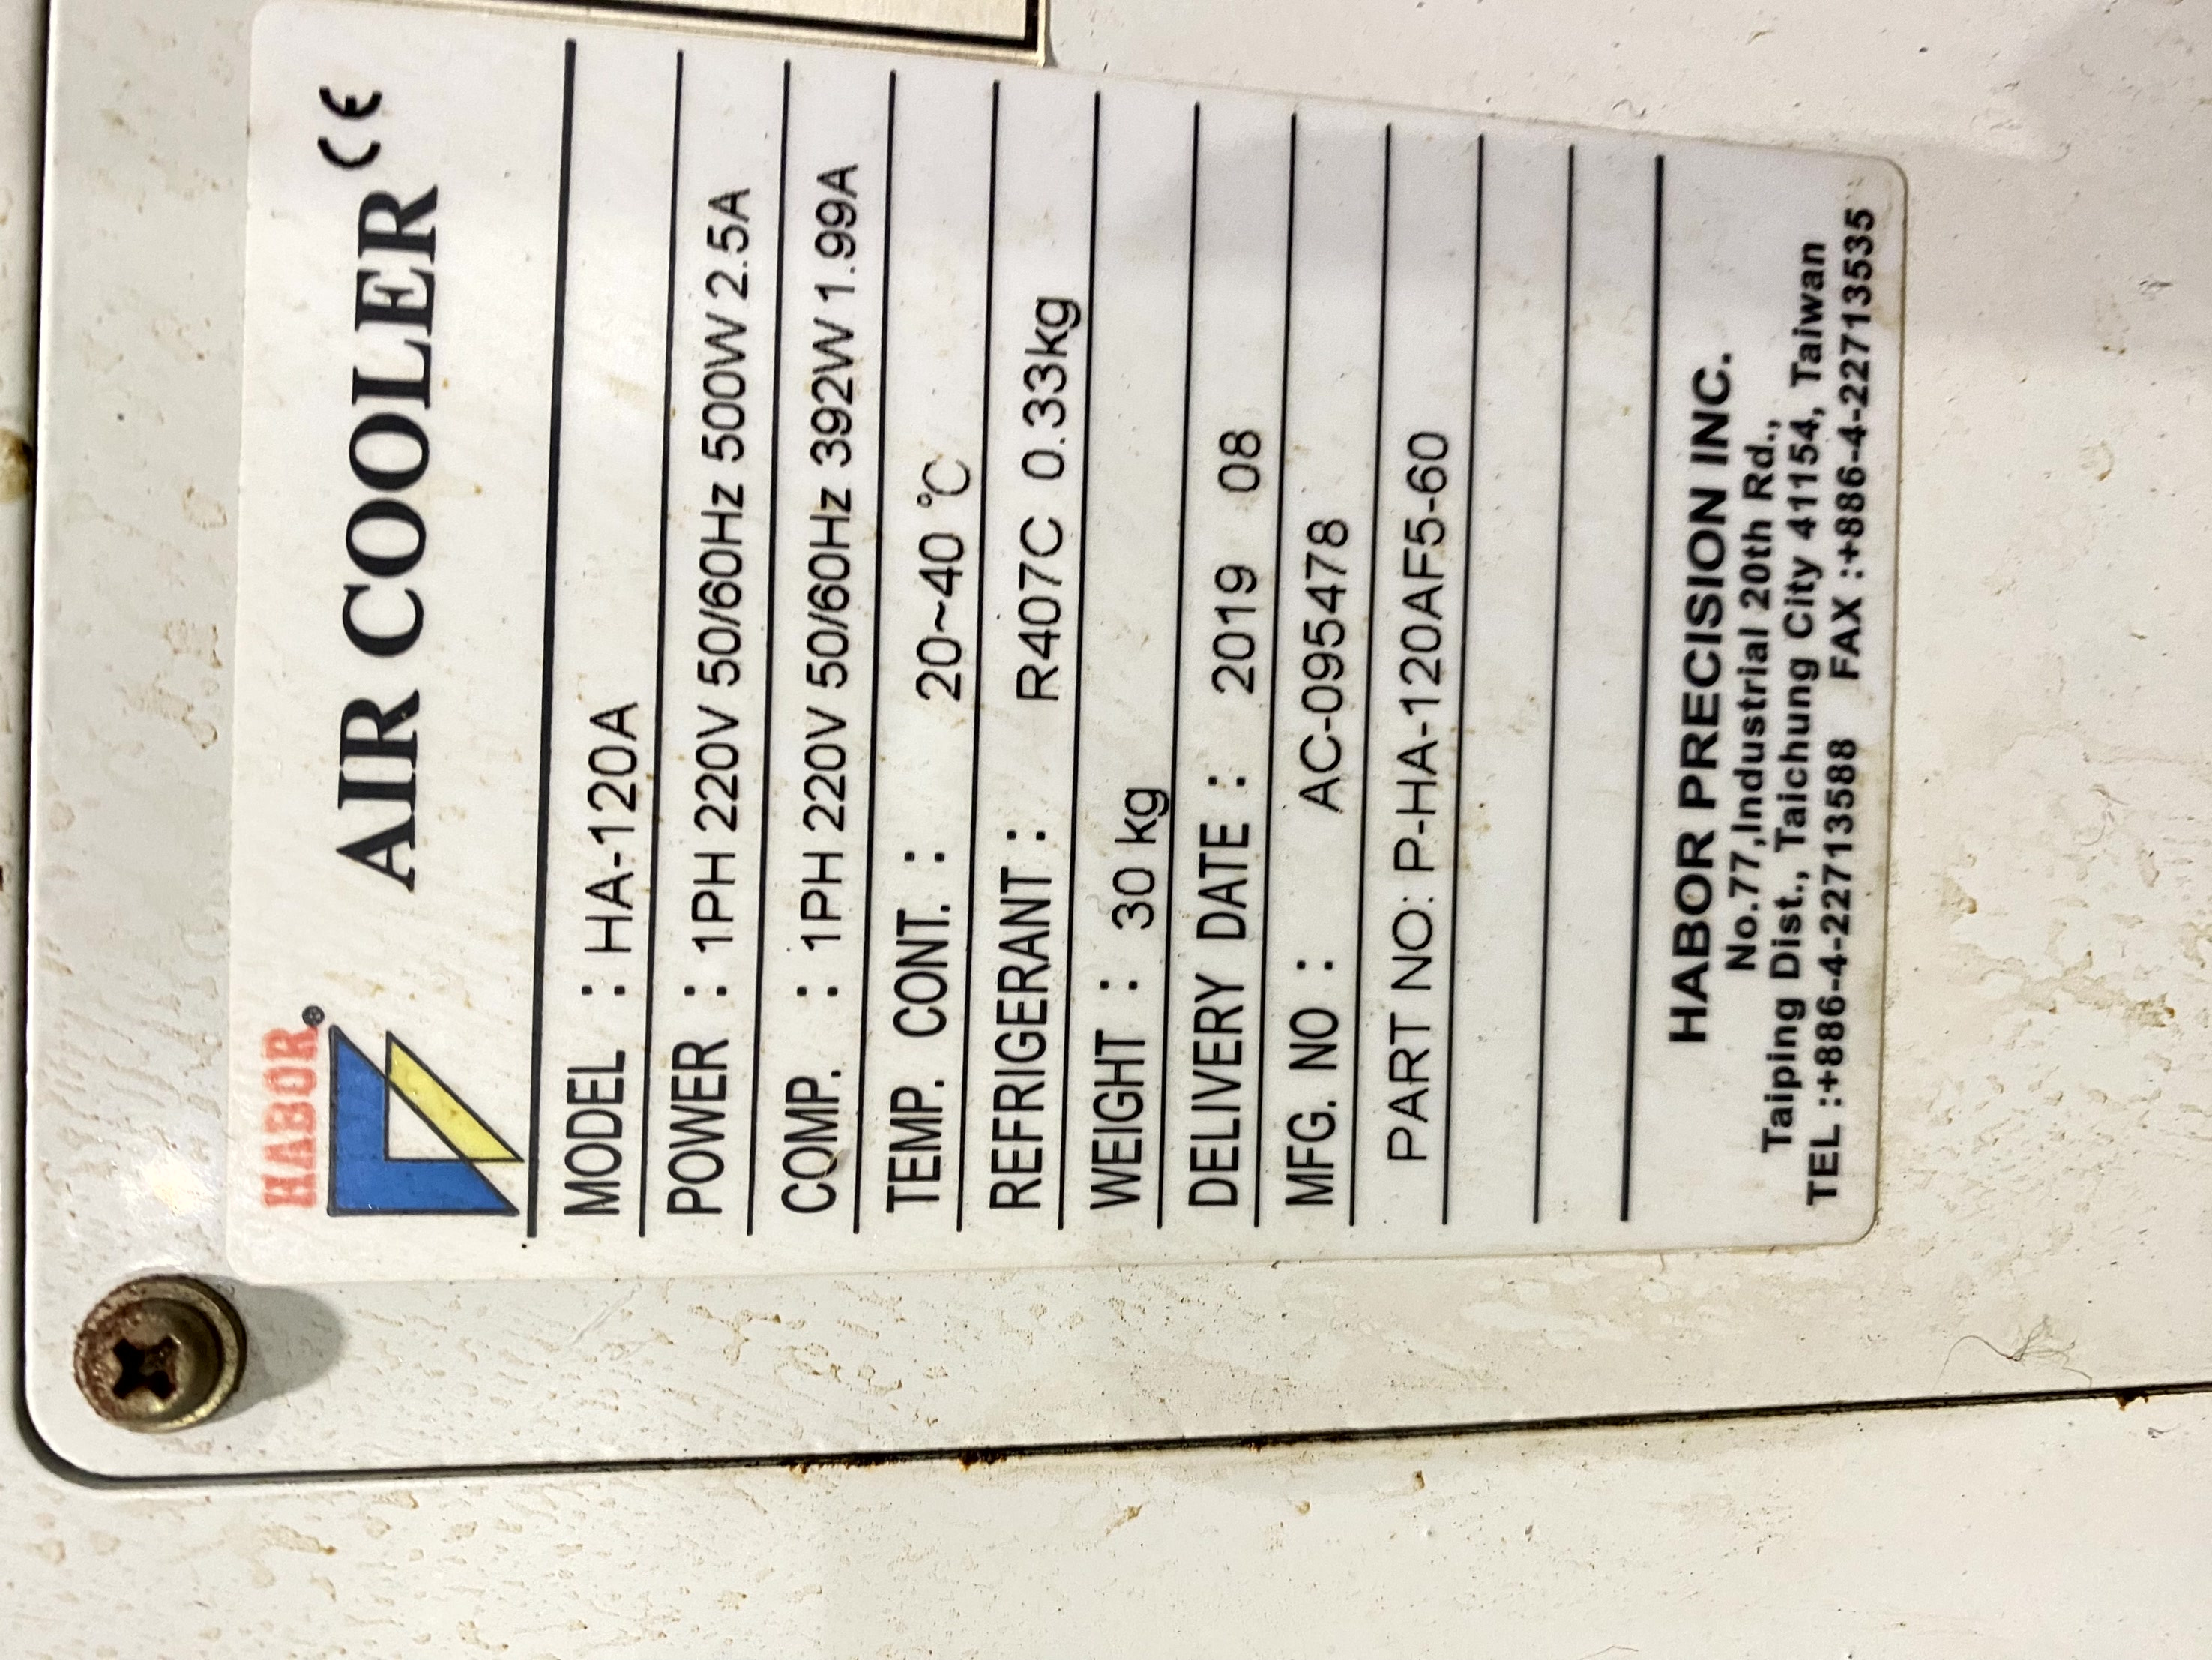 HABOR®
AIR COOLER CE
MODEL : HA-120A
POWER : 1PH 220V 50/60Hz 500W 2.5A
COMP. : 1PH 220V 50/60Hz 392W 1.99A
TEMP. CONT. : 20~40 ℃
REFRIGERANT : R407C 0.33kg
WEIGHT : 30 kg
DELIVERY DATE : 2019 08
MFG. NO : AC-095478
PART NO: P-HA-120AF5-60
HABOR PRECISION INC.
No.77,Industrial 20th Rd.,
Taiping Dist., Taichung City 41154, Taiwan
TEL :+886-4-22713588 FAX :+886-4-22713535